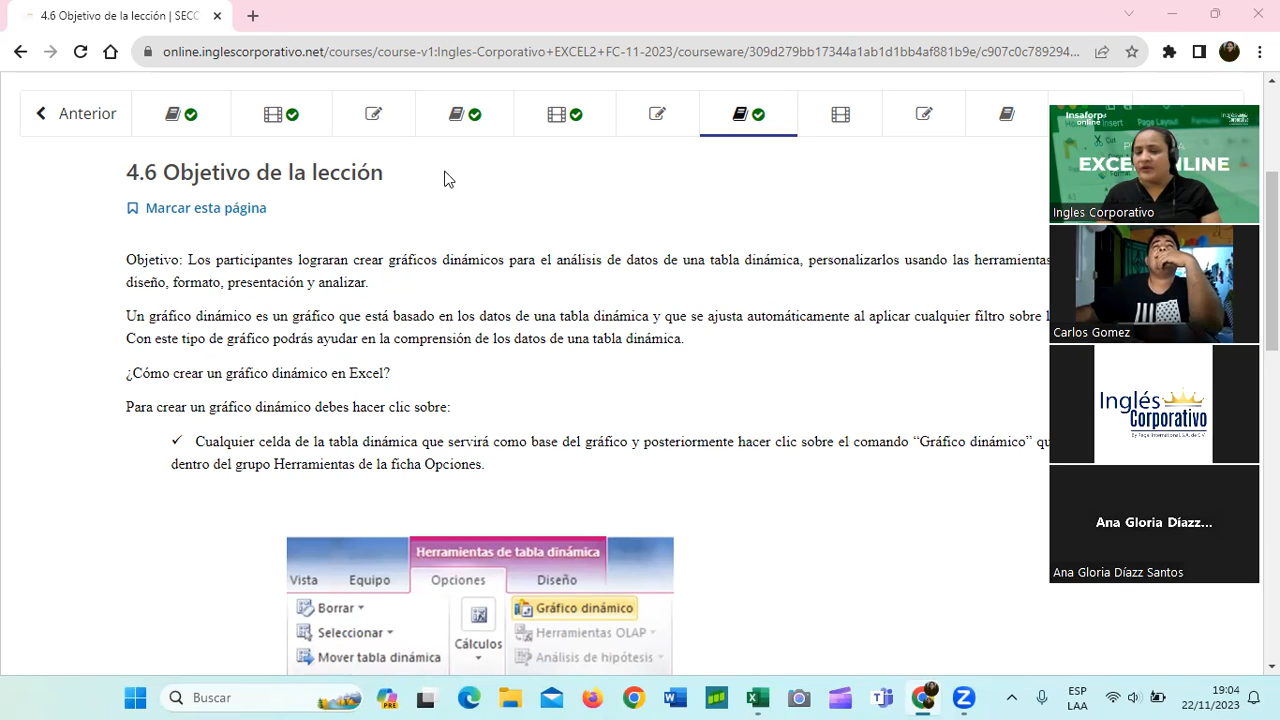 4.6 Objetivo de la lección | SECC
online.inglescorporativo.net/courses/course-v1:Ingles-Corporativo+EXCEL2+FC-11-2023/courseware/309d279bb17344a1ab1d1bb4af881b9e/c907c0c789294...
Anterior
4.6 Objetivo de la lección
Marcar esta página
Objetivo: Los participantes lograran crear gráficos dinámicos para el análisis de datos de una tabla dinámica, personalizarlos usando las herramientas
diseño, formato, presentación y analizar.
Un gráfico dinámico es un gráfico que está basado en los datos de una tabla dinámica y que se ajusta automáticamente al aplicar cualquier filtro sobre l
Con este tipo de gráfico podrás ayudar en la comprensión de los datos de una tabla dinámica.
¿Cómo crear un gráfico dinámico en Excel?
Para crear un gráfico dinámico debes hacer clic sobre:
Cualquier celda de la tabla dinámica que servirá como base del gráfico y posteriormente hacer clic sobre el comando “Gráfico dinámico” qu
dentro del grupo Herramientas de la ficha Opciones.
Herramientas de tabla dinámica
Vista Equipo Opciones Diseño
Borrar
Seleccionar
Mover tabla dinámica
Cálculos
Gráfico dinámico
Herramientas OLAP
Análisis de hipótesis
Insaforp
online
Insert Page Layout
Cut
EXCEL ONLINE
Ingles Corporativo
Carlos Gomez
Inglés
Corporativo
Ana Gloria Díazz...
Ana Gloria Díazz Santos
Buscar
PRE
ESP
LAA
19:04
22/11/2023